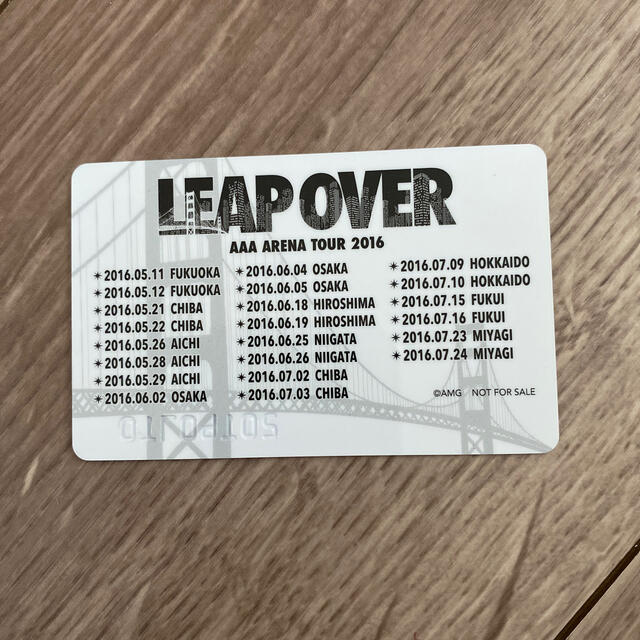 LEAP OVER
AAA ARENA TOUR 2016
✴2016.05.11 FUKUOKA
✴2016.05.12 FUKUOKA
✴2016.05.21 CHIBA
✴2016.05.22 CHIBA
✴2016.05.26 AICHI
✴2016.05.28 AICHI
✴2016.05.29 AICHI
✴2016.06.02 OSAKA
✴2016.06.04 OSAKA
✴2016.06.05 OSAKA
✴2016.06.18 HIROSHIMA
✴2016.06.19 HIROSHIMA
✴2016.06.25 NIIGATA
✴2016.06.26 NIIGATA
✴2016.07.02 CHIBA
✴2016.07.03 CHIBA
✴2016.07.09 HOKKAIDO
✴2016.07.10 HOKKAIDO
✴2016.07.15 FUKUI
✴2016.07.16 FUKUI
✴2016.07.23 MIYAGI
✴2016.07.24 MIYAGI
©AMG / NOT FOR SALE